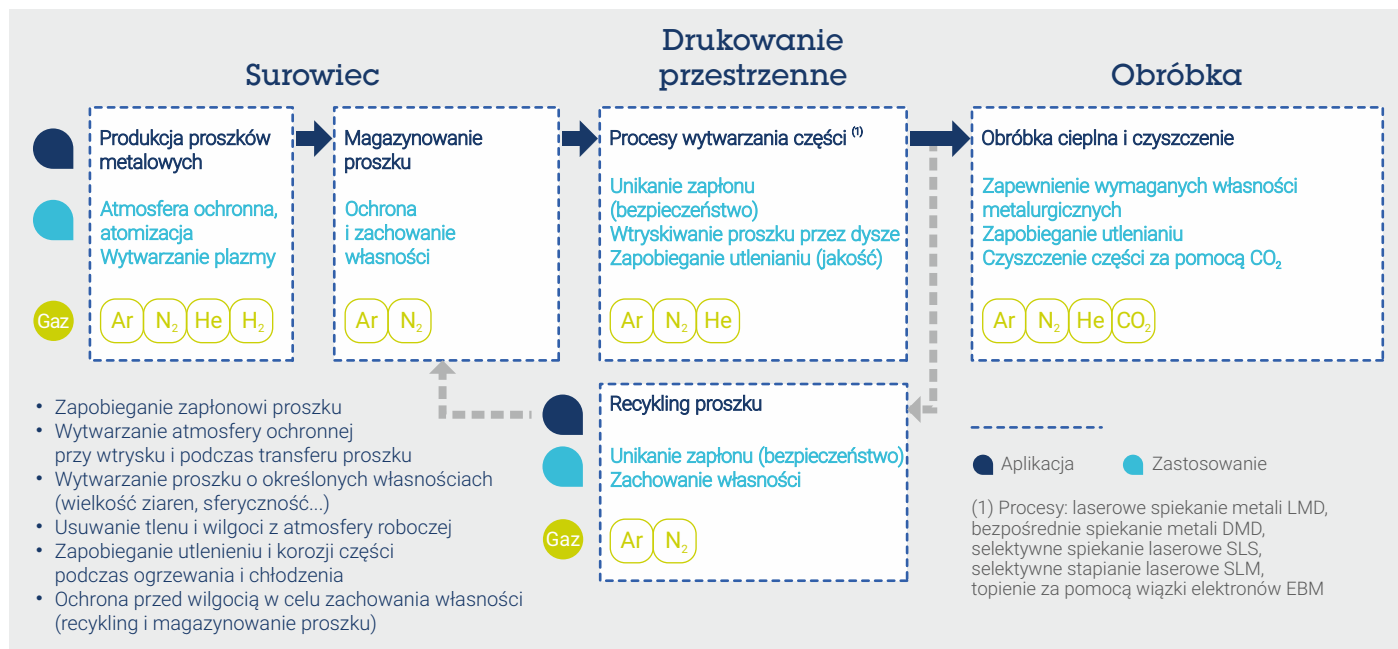 Surowiec
Drukowanie
przestrzenne
Obróbka
Produkcja proszków
metalowych
Atmosfera ochronna,
atomizacja
Wytwarzanie plazmy
Gaz
Ar N₂ He H₂
Magazynowanie
proszku
Ochrona
i zachowanie
własności
Ar N₂
Procesy wytwarzania części ⁽¹⁾
Unikanie zapłonu
(bezpieczeństwo)
Wtryskiwanie proszku przez dysze
Zapobieganie utlenianiu (jakość)
Ar N₂ He
Obróbka cieplna i czyszczenie
Zapewnienie wymaganych własności
metalurgicznych
Zapobieganie utlenianiu
Czyszczenie części za pomocą CO₂
Ar N₂ He CO₂
• Zapobieganie zapłonowi proszku
• Wytwarzanie atmosfery ochronnej
przy wtrysku i podczas transferu proszku
• Wytwarzanie proszku o określonych własnościach
(wielkość ziaren, sferyczność...)
• Usuwanie tlenu i wilgoci z atmosfery roboczej
• Zapobieganie utlenieniu i korozji części
podczas ogrzewania i chłodzenia
• Ochrona przed wilgocią w celu zachowania własności
(recykling i magazynowanie proszku)
Recykling proszku
Unikanie zapłonu (bezpieczeństwo)
Zachowanie własności
Gaz
Ar N₂
Aplikacja
Zastosowanie
(1) Procesy: laserowe spiekanie metali LMD,
bezpośrednie spiekanie metali DMD,
selektywne spiekanie laserowe SLS,
selektywne stapianie laserowe SLM,
topienie za pomocą wiązki elektronów EBM